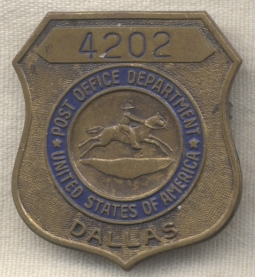 4202
POST OFFICE DEPARTMENT
UNITED STATES OF AMERICA
DALLAS